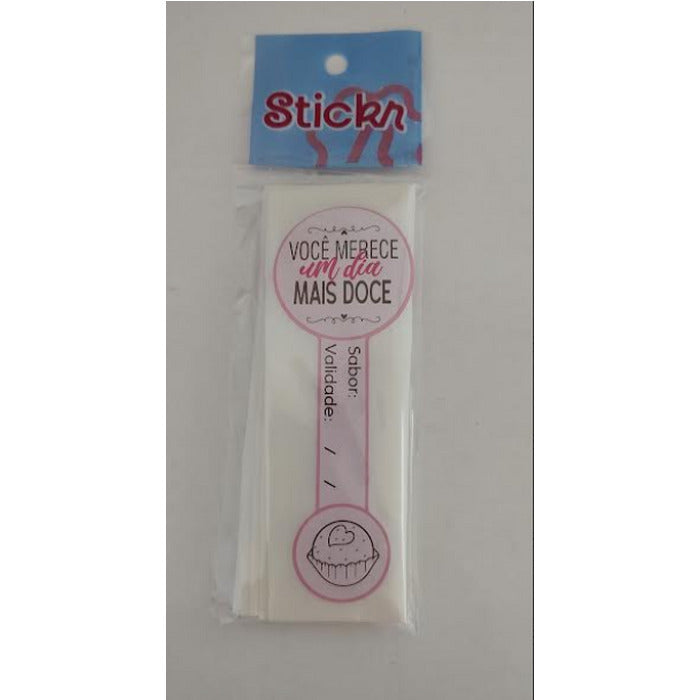 Stickr
VOCÊ MERECE
um dia
MAIS DOCE
Sabor:
Validade: / /